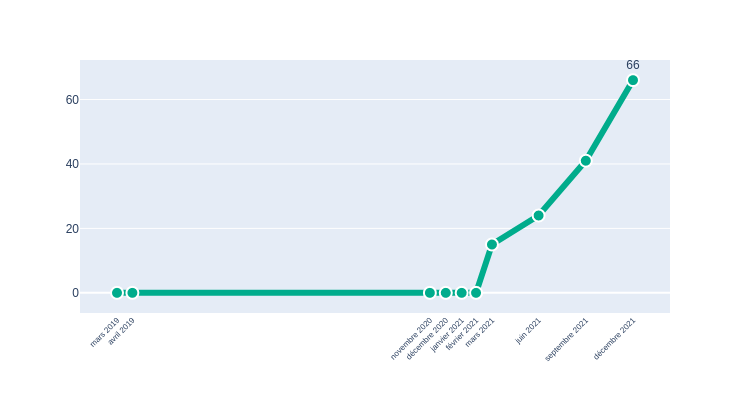 66
60
40
20
0
mars 2019
avril 2019
novembre 2020
décembre 2020
janvier 2021
février 2021
mars 2021
juin 2021
septembre 2021
décembre 2021